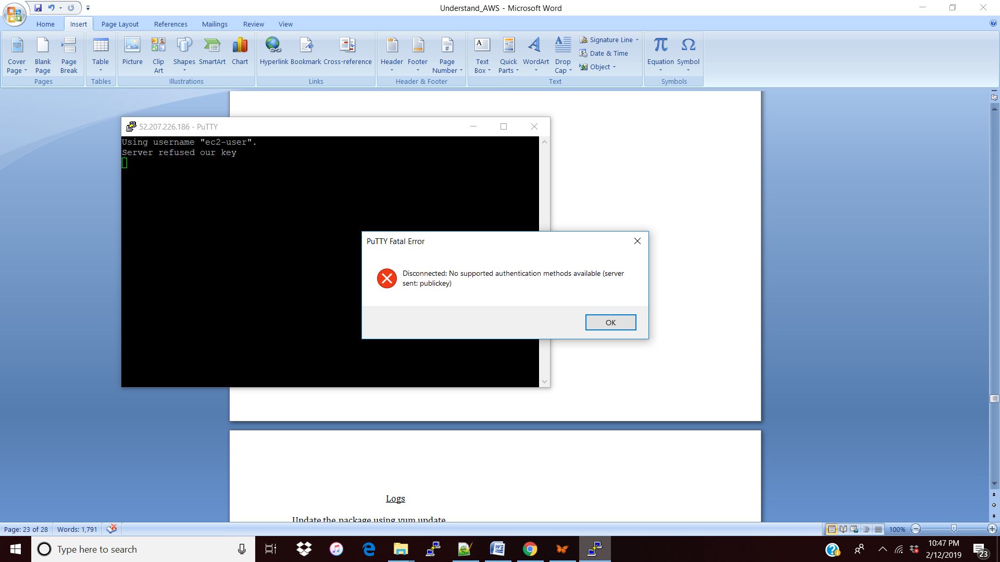 Understand_AWS - Microsoft Word
Home Insert Page Layout References Mailings Review View
Cover Page
Blank Page
Page Break
Pages
Table
Tables
Picture
Clip Art
Shapes
SmartArt
Chart
Illustrations
Hyperlink
Bookmark
Cross-reference
Links
Header
Footer
Page Number
Header & Footer
Text Box
Quick Parts
WordArt
Drop Cap
Signature Line
Date & Time
Object
Text
Equation
Symbol
Symbols
52.207.226.186 - PuTTY
Using username "ec2-user".
Server refused our key
PuTTY Fatal Error
Disconnected: No supported authentication methods available (server
sent: publickey)
OK
Logs
Update the package using yum update
Page: 23 of 28 Words: 1,791 100%
Type here to search
10:47 PM
2/12/2019
23